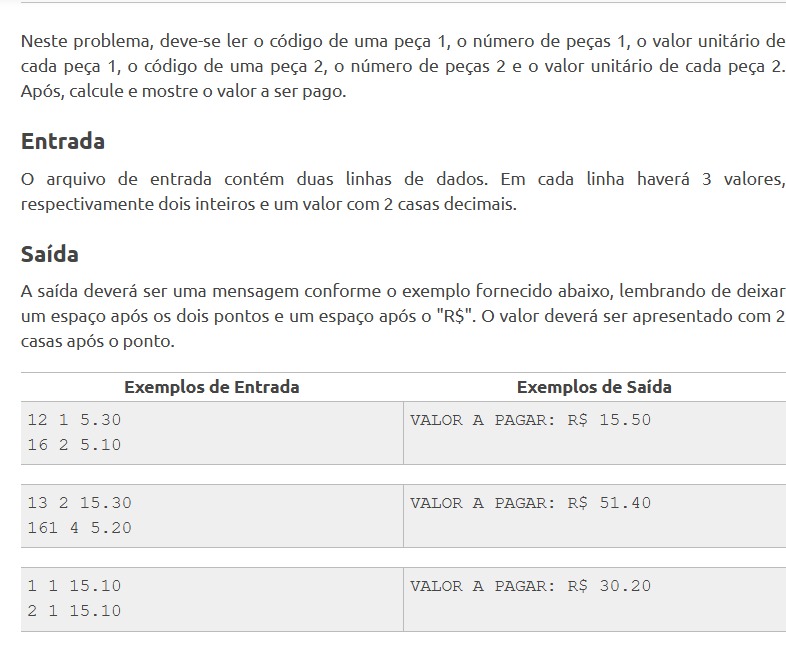 Neste problema, deve-se ler o código de uma peça 1, o número de peças 1, o valor unitário de
cada peça 1, o código de uma peça 2, o número de peças 2 e o valor unitário de cada peça 2.
Após, calcule e mostre o valor a ser pago.
Entrada
O arquivo de entrada contém duas linhas de dados. Em cada linha haverá 3 valores,
respectivamente dois inteiros e um valor com 2 casas decimais.
Saída
A saída deverá ser uma mensagem conforme o exemplo fornecido abaixo, lembrando de deixar
um espaço após os dois pontos e um espaço após o "R$". O valor deverá ser apresentado com 2
casas após o ponto.
Exemplos de Entrada Exemplos de Saída
12 1 5.30 VALOR A PAGAR: R$ 15.50
16 2 5.10
13 2 15.30 VALOR A PAGAR: R$ 51.40
161 4 5.20
1 1 15.10 VALOR A PAGAR: R$ 30.20
2 1 15.10